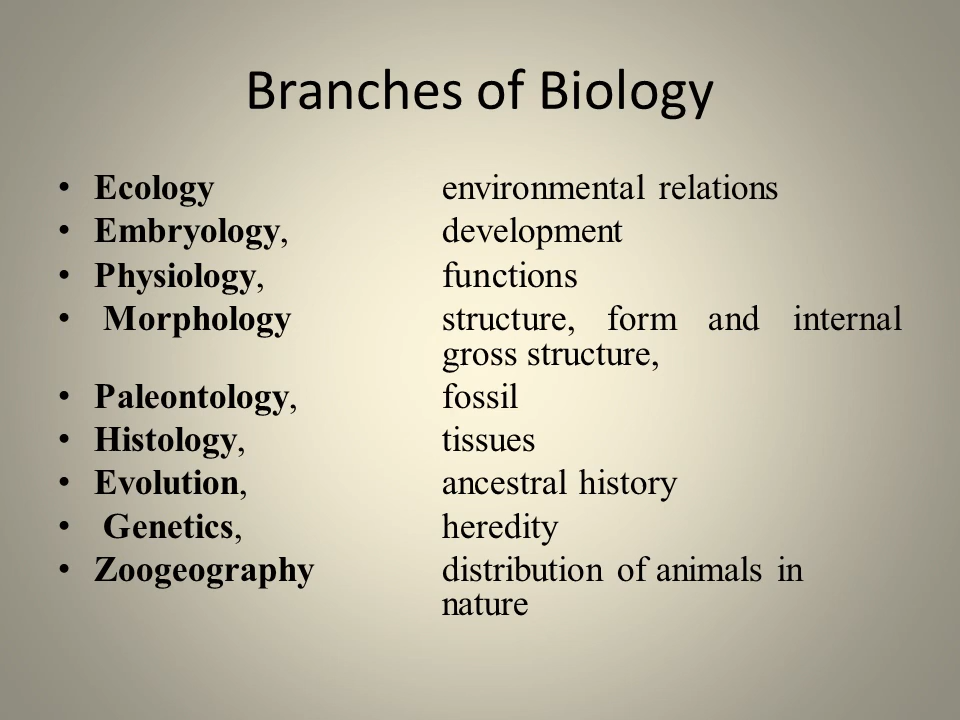 Branches of Biology
• Ecology environmental relations
• Embryology, development
• Physiology, functions
• Morphology structure, form and internal
gross structure,
• Paleontology, fossil
• Histology, tissues
• Evolution, ancestral history
• Genetics, heredity
• Zoogeography distribution of animals in
nature